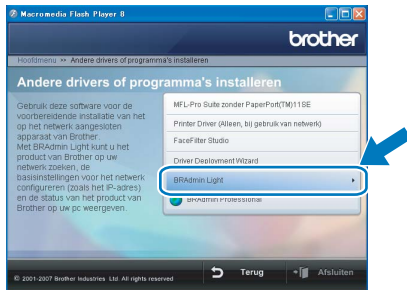 Macromedia Flash Player 8
brother
Hoofdmenu >> Andere drivers of programma's installeren
Andere drivers of programma's installeren
Gebruik deze software voor de
voorbereidende installatie van het
op het netwerk aangesloten
apparaat van Brother.
Met BRAdmin Light kunt u het
product van Brother op uw
netwerk zoeken, de
basisinstellingen voor het netwerk
configureren (zoals het IP-adres)
en de status van het product van
Brother op uw pc weergeven.
MFL-Pro Suite zonder PaperPort(TM)11SE
Printer Driver (Alleen, bij gebruik van netwerk)
FaceFilter Studio
Driver Deployment Wizard
BRAdmin Light
BRAdmin Professional
© 2001-2007 Brother Industries Ltd. All rights reserved
Terug
Afsluiten